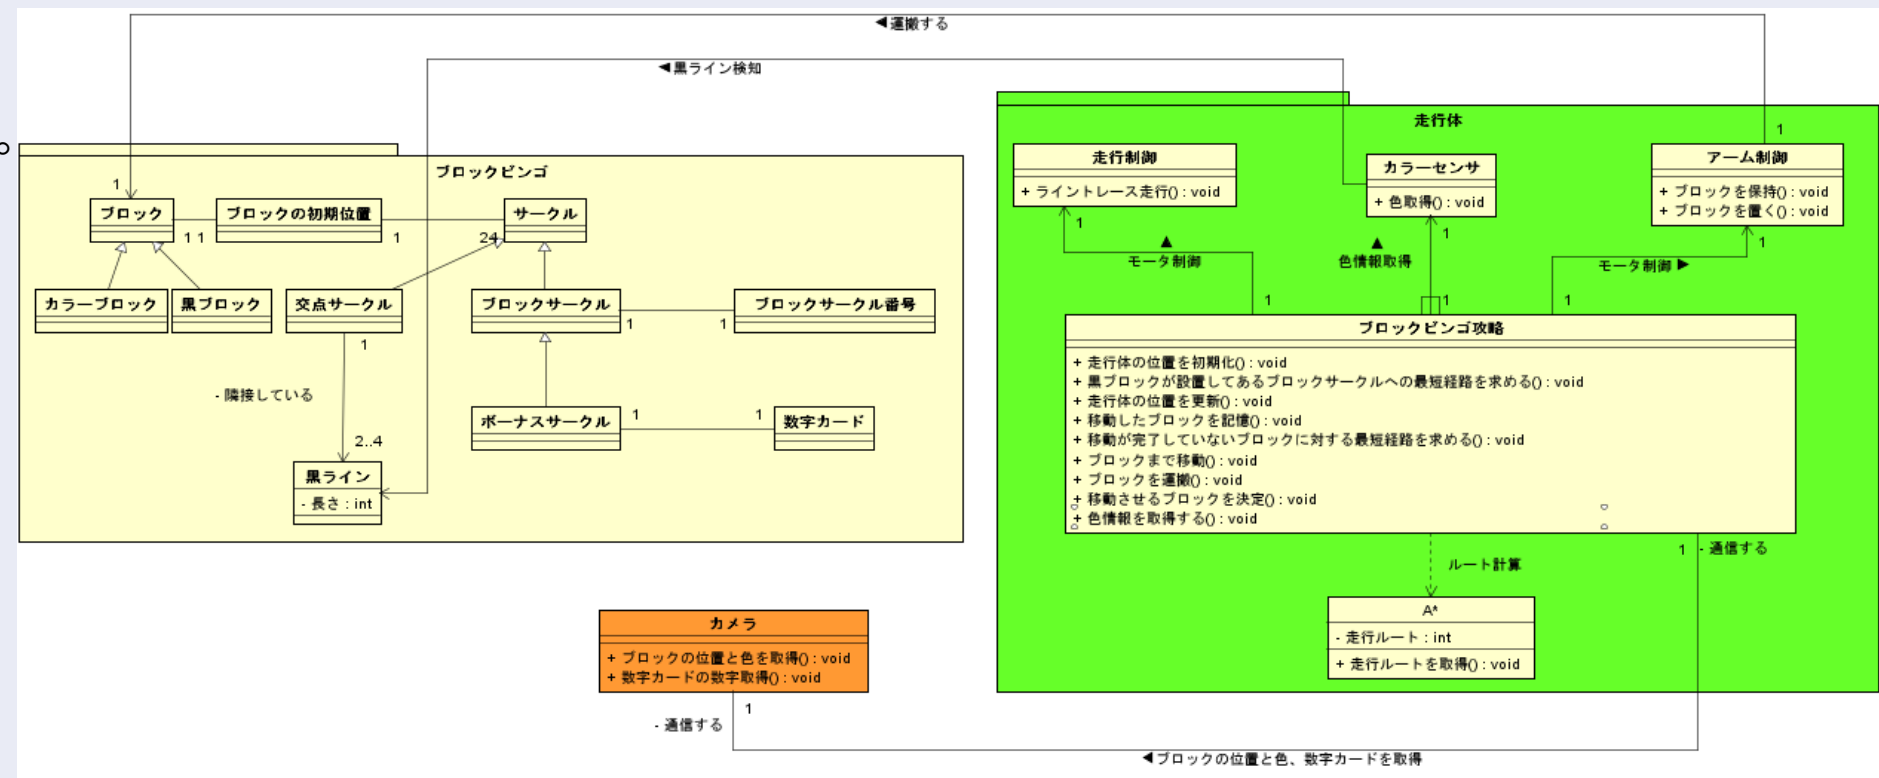 ◀運搬する
◀黒ライン検知
走行体
1
走行制御
+ ライントレース走行() : void
カラーセンサ
+ 色取得() : void
アーム制御
+ ブロックを保持() : void
+ ブロックを置く() : void
ブロックビンゴ
1
ブロック
ブロックの初期位置
サークル
1 1
1
24
1
1
1
▲
モータ制御
▲
色情報取得
モータ制御 ▶
カラーブロック
黒ブロック
交点サークル
ブロックサークル
ブロックサークル番号
1
1
1
1
1
1
- 隣接している
2..4
黒ライン
- 長さ : int
ボーナスサークル
1
1
数字カード
ブロックビンゴ攻略
+ 走行体の位置を初期化() : void
+ 黒ブロックが設置してあるブロックサークルへの最短経路を求める() : void
+ 走行体の位置を更新() : void
+ 移動したブロックを記憶() : void
+ 移動が完了していないブロックに対する最短経路を求める() : void
+ ブロックまで移動() : void
+ ブロックを運搬() : void
+ 移動させるブロックを決定() : void
+ 色情報を取得する() : void
1
- 通信する
ルート計算
A*
- 走行ルート : int
+ 走行ルートを取得() : void
カメラ
+ ブロックの位置と色を取得() : void
+ 数字カードの数字取得() : void
1
- 通信する
◀ブロックの位置と色、数字カードを取得